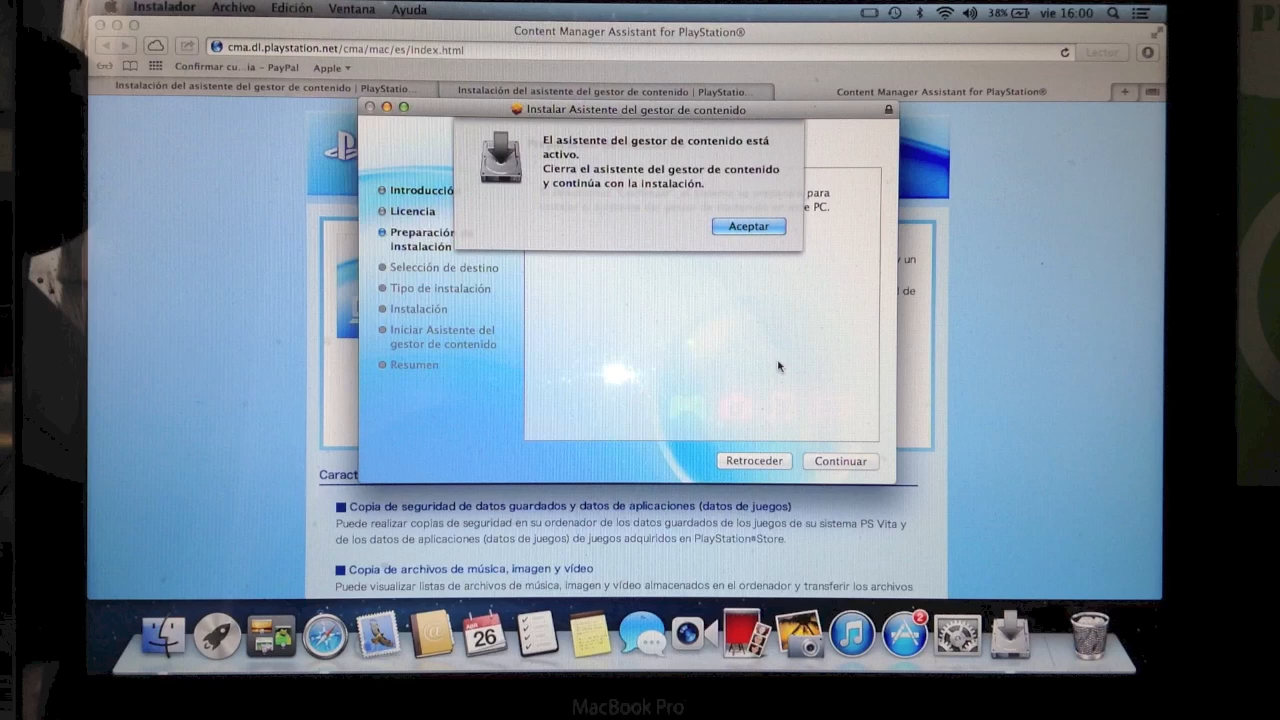 Instalador Archivo Edición Ventana Ayuda 38% vie 16:00
Content Manager Assistant for PlayStation®
cma.dl.playstation.net/cma/mac/es/index.html Lector
Confirmar cu...ia – PayPal Apple
Instalación del asistente del gestor de contenido | PlayStatio... Instalación del asistente del gestor de contenido | PlayStatio... Content Manager Assistant for PlayStation®
Instalar Asistente del gestor de contenido
El asistente del gestor de contenido está
activo.
Cierra el asistente del gestor de contenido
y continúa con la instalación.
Aceptar
para
e PC.
Introducció
Licencia
Preparación
Instalación
Selección de destino
Tipo de instalación
Instalación
Iniciar Asistente del
gestor de contenido
Resumen
un
de
Retroceder Continuar
Caract
Copia de seguridad de datos guardados y datos de aplicaciones (datos de juegos)
Puede realizar copias de seguridad en su ordenador de los datos guardados de los juegos de su sistema PS Vita y
de los datos de aplicaciones (datos de juegos) de juegos adquiridos en PlayStation®Store.
Copia de archivos de música, imagen y vídeo
Puede visualizar listas de archivos de música, imagen y vídeo almacenados en el ordenador y transferir los archivos
26
2
MacBook Pro